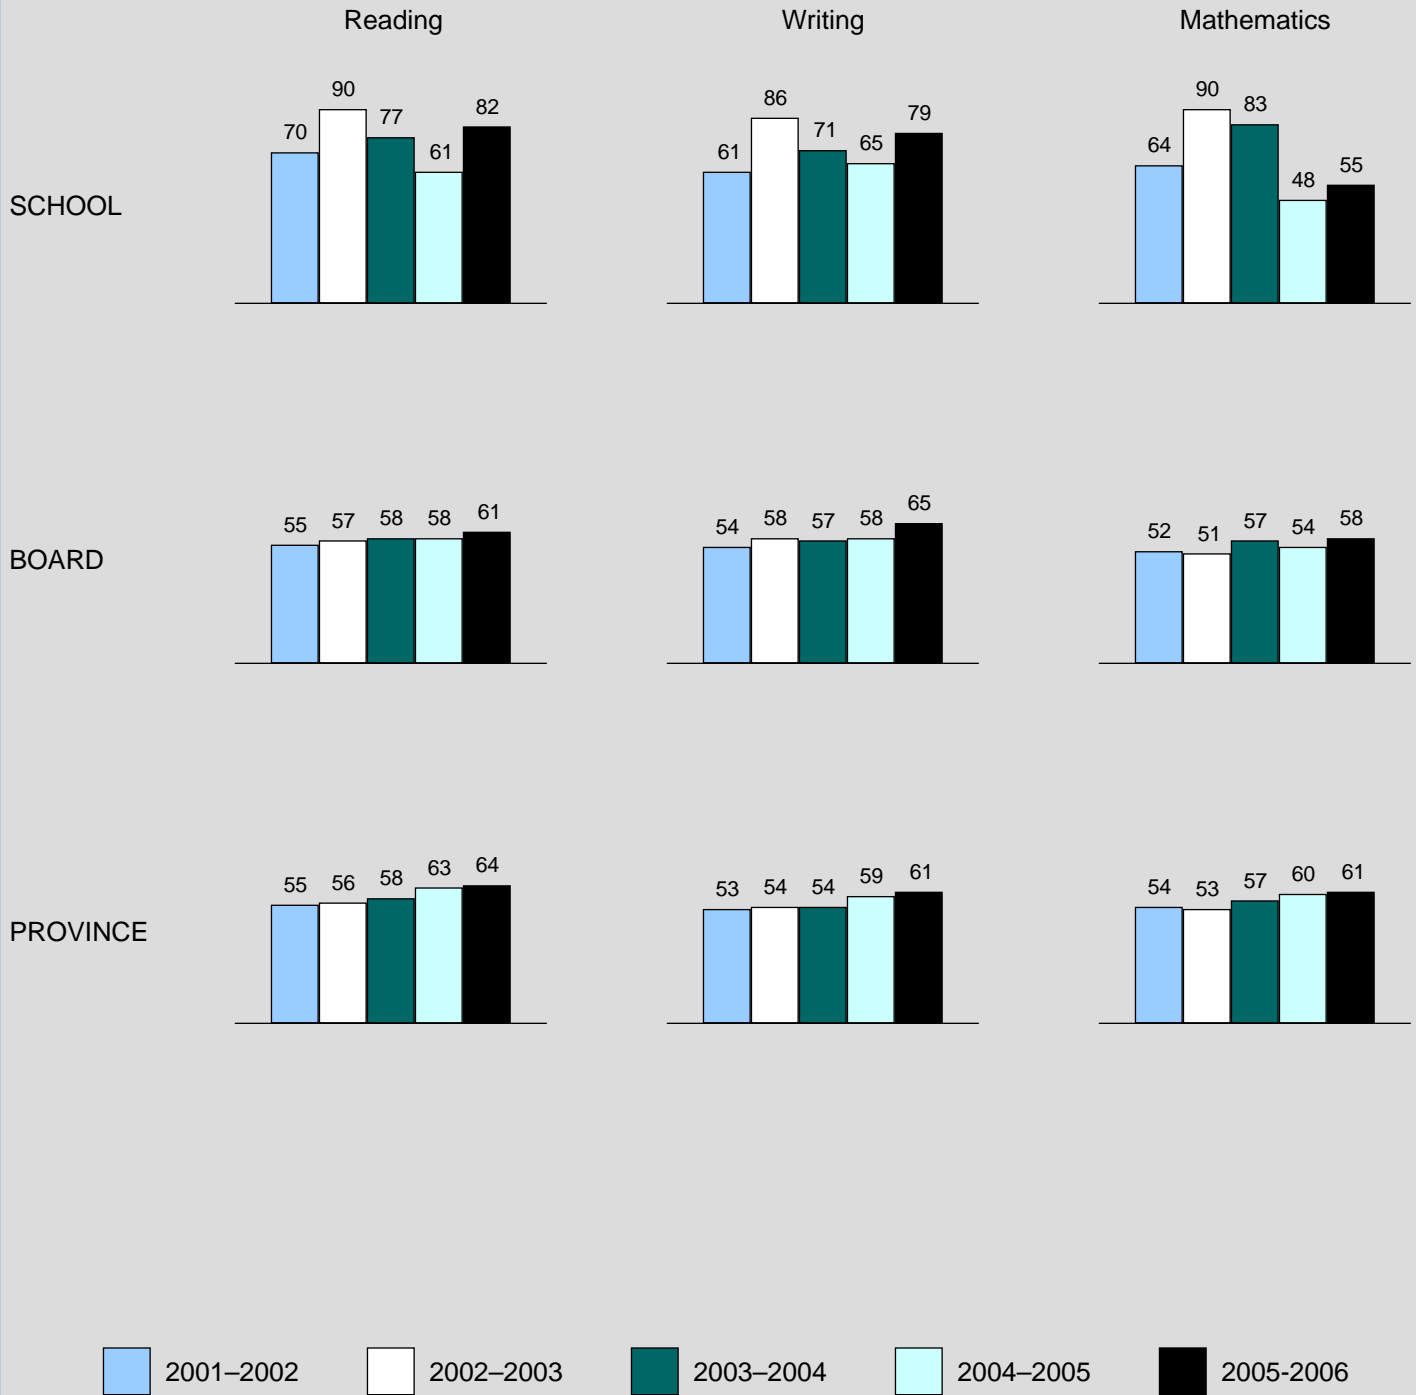 Reading Writing Mathematics
SCHOOL
70 90 77 61 82
61 86 71 65 79
64 90 83 48 55
BOARD
55 57 58 58 61
54 58 57 58 65
52 51 57 54 58
PROVINCE
55 56 58 63 64
53 54 54 59 61
54 53 57 60 61
2001–2002 2002–2003 2003–2004 2004–2005 2005-2006